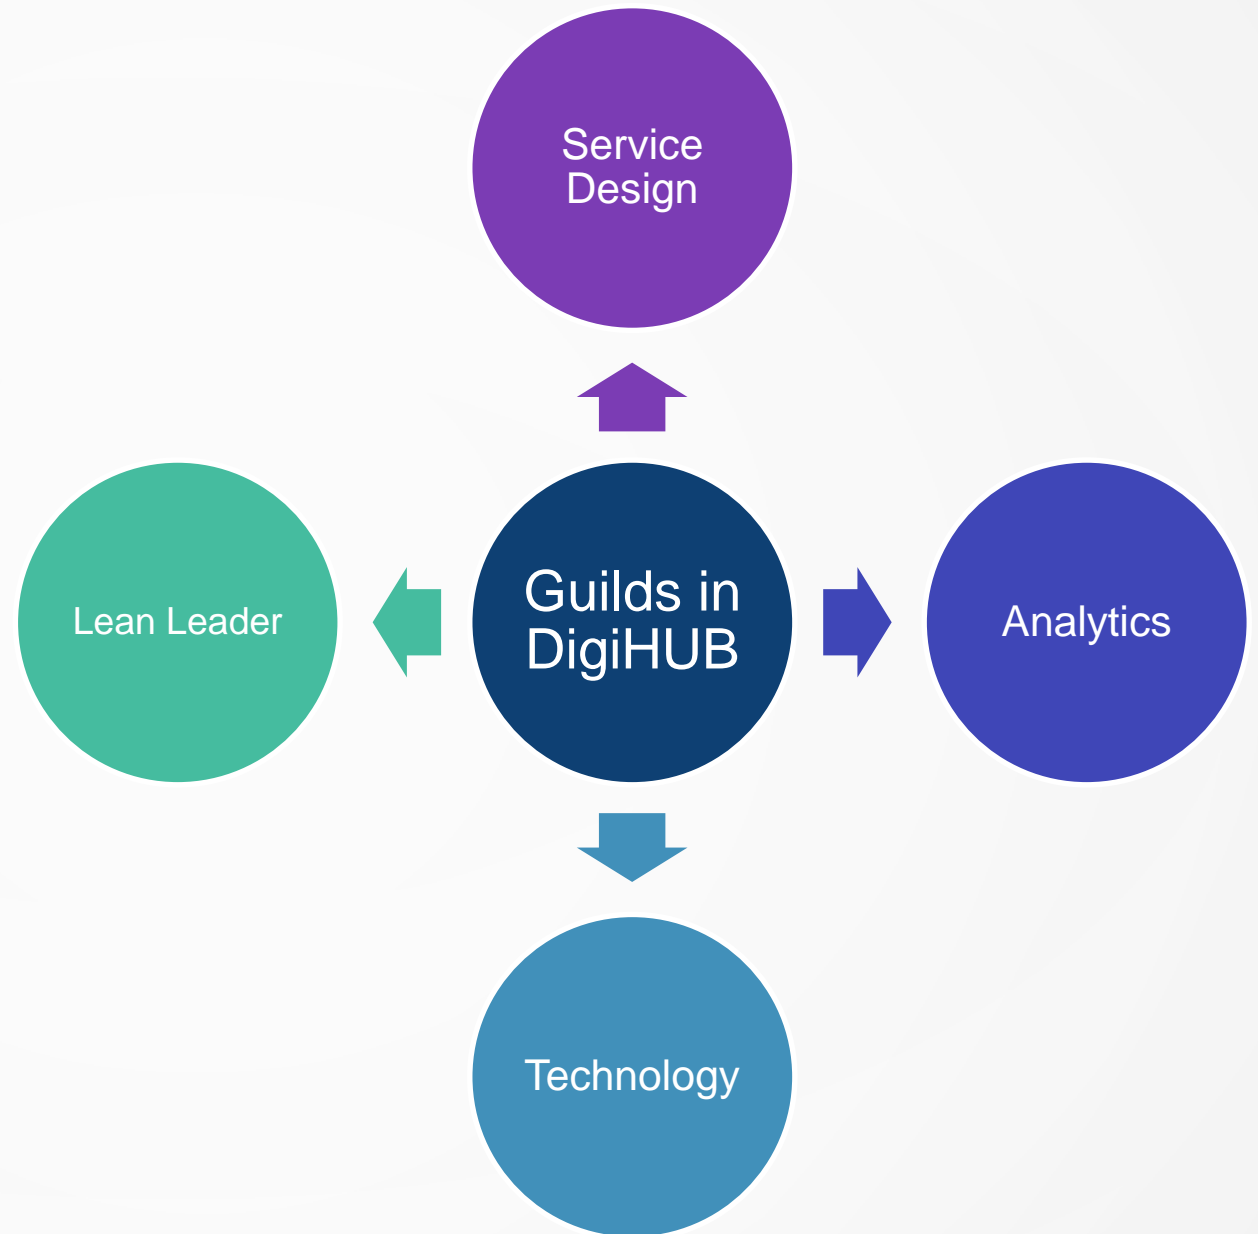 Service
Design
Lean Leader
Guilds in
DigiHUB
Analytics
Technology